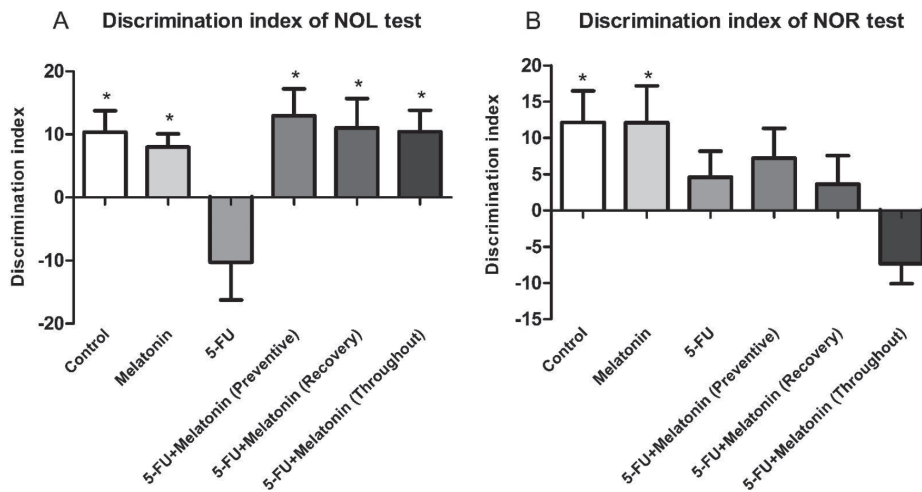 A Discrimination index of NOL test
Discrimination index
20
10
0
-10
-20
*
*
*
*
*
Control
Melatonin
5-FU
5-FU+Melatonin (Preventive)
5-FU+Melatonin (Recovery)
5-FU+Melatonin (Throughout)
B Discrimination index of NOR test
Discrimination index
20
15
10
5
0
-5
-10
-15
*
*
Control
Melatonin
5-FU
5-FU+Melatonin (Preventive)
5-FU+Melatonin (Recovery)
5-FU+Melatonin (Throughout)